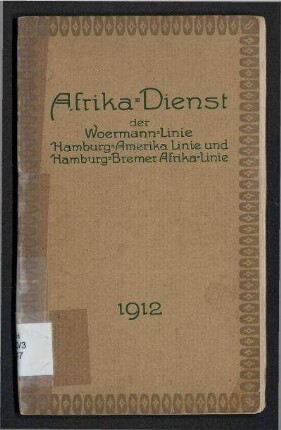 Afrika=Dienst
der
Woermann=Linie
Hamburg=Amerika Linie und
Hamburg=Bremer Afrika=Linie
1912